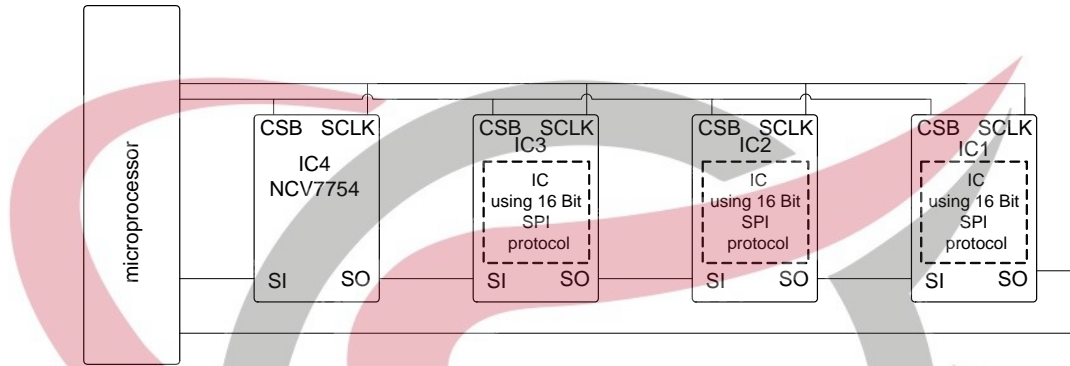 microprocessor
CSB SCLK
IC4
NCV7754
SI SO
CSB SCLK
IC3
IC
using 16 Bit
SPI
protocol
SI SO
CSB SCLK
IC2
IC
using 16 Bit
SPI
protocol
SI SO
CSB SCLK
IC1
IC
using 16 Bit
SPI
protocol
SI SO